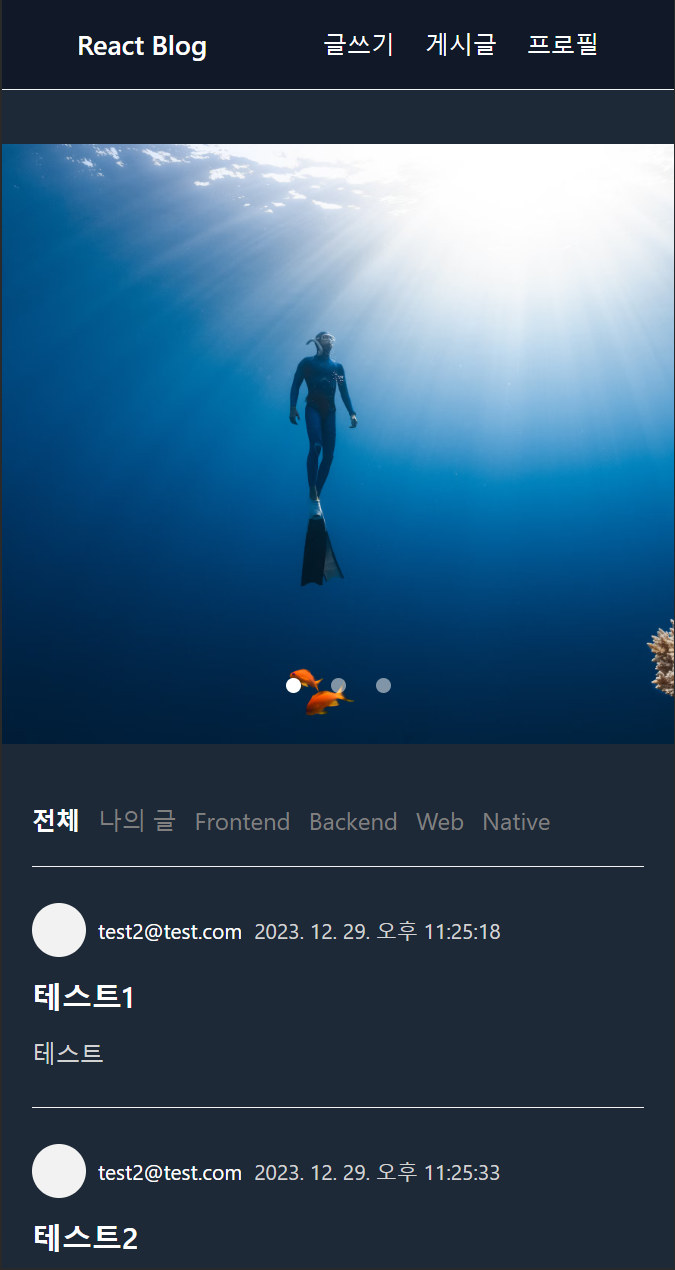 React Blog 글쓰기 게시글 프로필
전체 나의 글 Frontend Backend Web Native
test2@test.com 2023. 12. 29. 오후 11:25:18
테스트1
테스트
test2@test.com 2023. 12. 29. 오후 11:25:33
테스트2